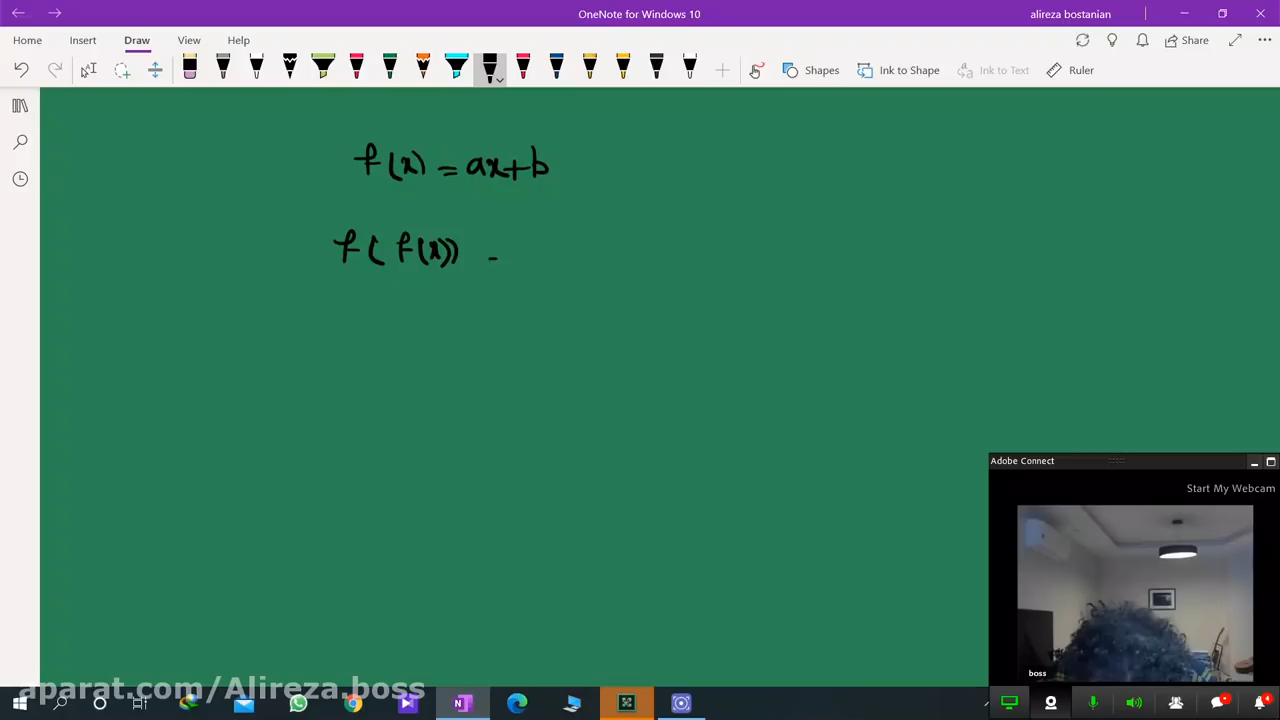 OneNote for Windows 10
alireza bostanian
Home Insert Draw View Help
Share
Shapes Ink to Shape Ink to Text Ruler
f(x) = ax+b
f( f(x)) -
Adobe Connect
Start My Webcam
boss
aparat.com/Alireza.boss